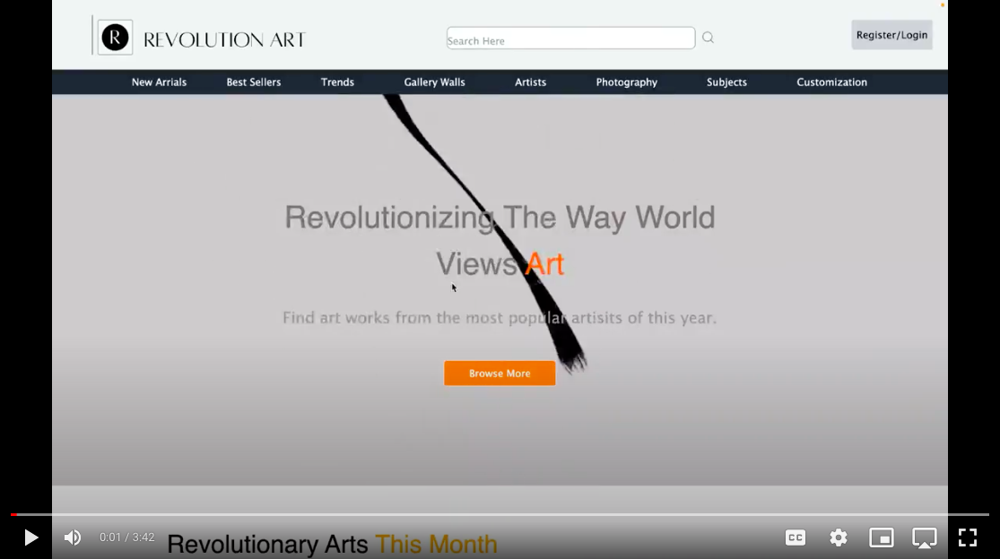 R REVOLUTION ART
Search Here
Register/Login
New Arrials Best Sellers Trends Gallery Walls Artists Photography Subjects Customization
Revolutionizing The Way World
Views Art
Find art works from the most popular artisits of this year.
Browse More
0:01 / 3:42
CC
Revolutionary Arts This Month